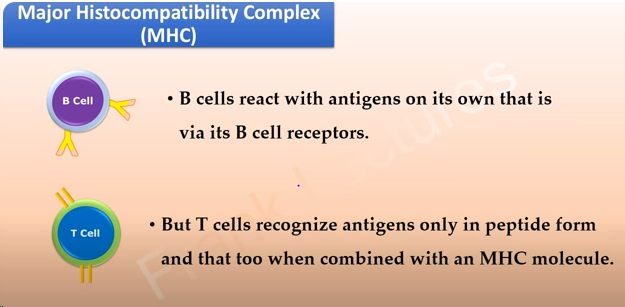 Major Histocompatibility Complex
(MHC)
B Cell
• B cells react with antigens on its own that is
via its B cell receptors.
T Cell
• But T cells recognize antigens only in peptide form
and that too when combined with an MHC molecule.